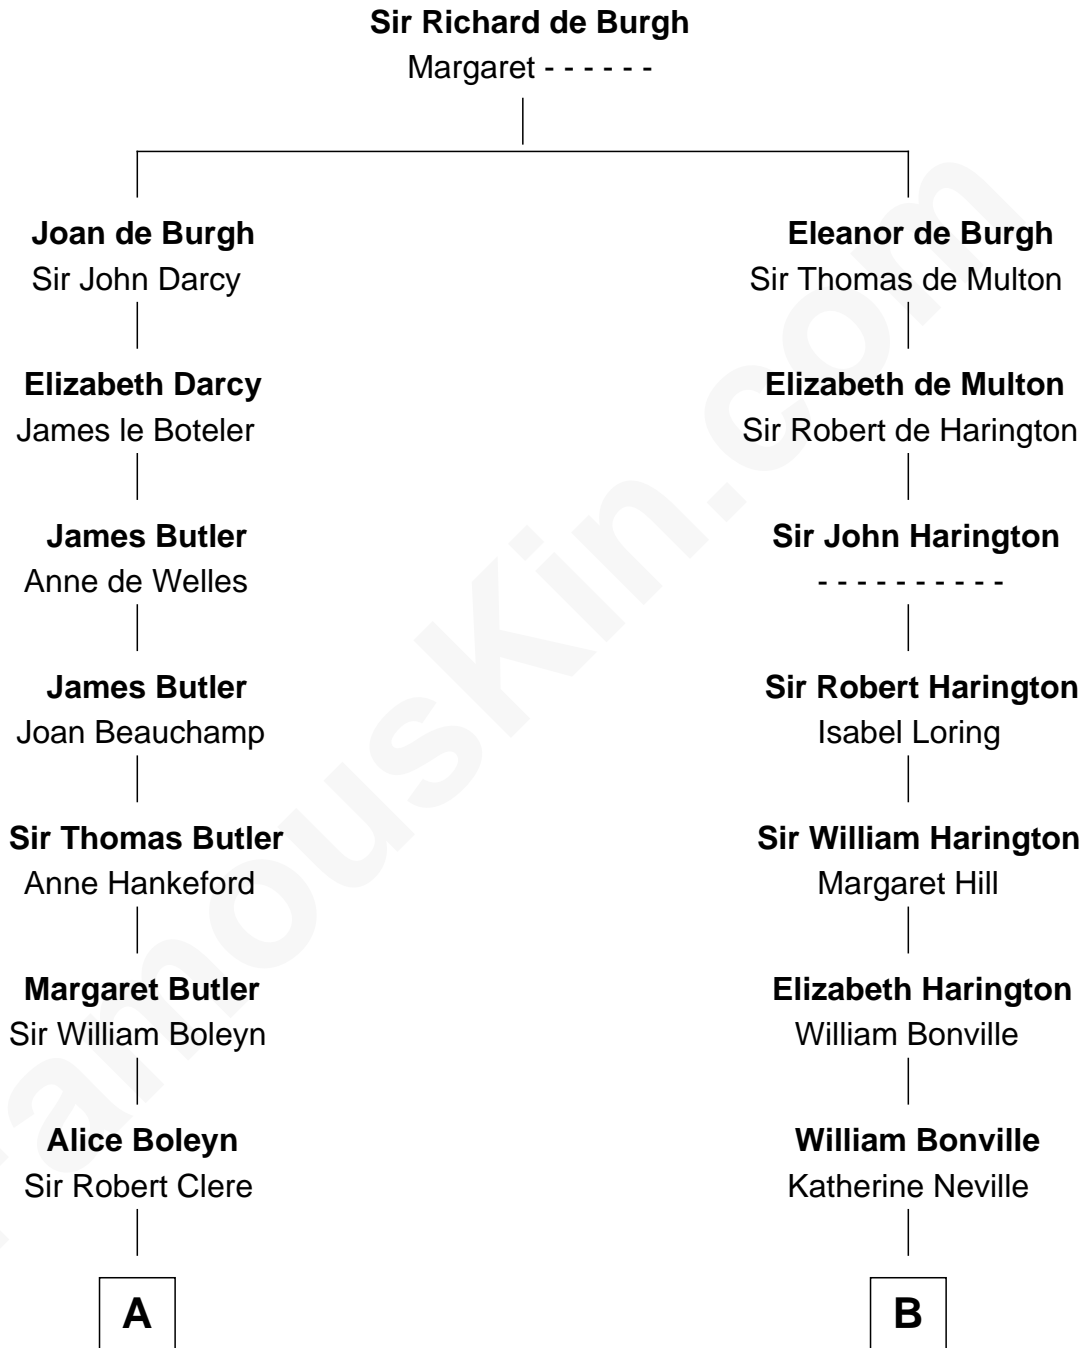 Sir Richard de Burgh
Margaret - - - - - -
Joan de Burgh
Sir John Darcy
Eleanor de Burgh
Sir Thomas de Multon
Elizabeth Darcy
James le Boteler
Elizabeth de Multon
Sir Robert de Harington
James Butler
Anne de Welles
Sir John Harington
- - - - - - - - - -
James Butler
Joan Beauchamp
Sir Robert Harington
Isabel Loring
Sir Thomas Butler
Anne Hankeford
Sir William Harington
Margaret Hill
Margaret Butler
Sir William Boleyn
Elizabeth Harington
William Bonville
Alice Boleyn
Sir Robert Clere
William Bonville
Katherine Neville
A
B
FamousKin.com